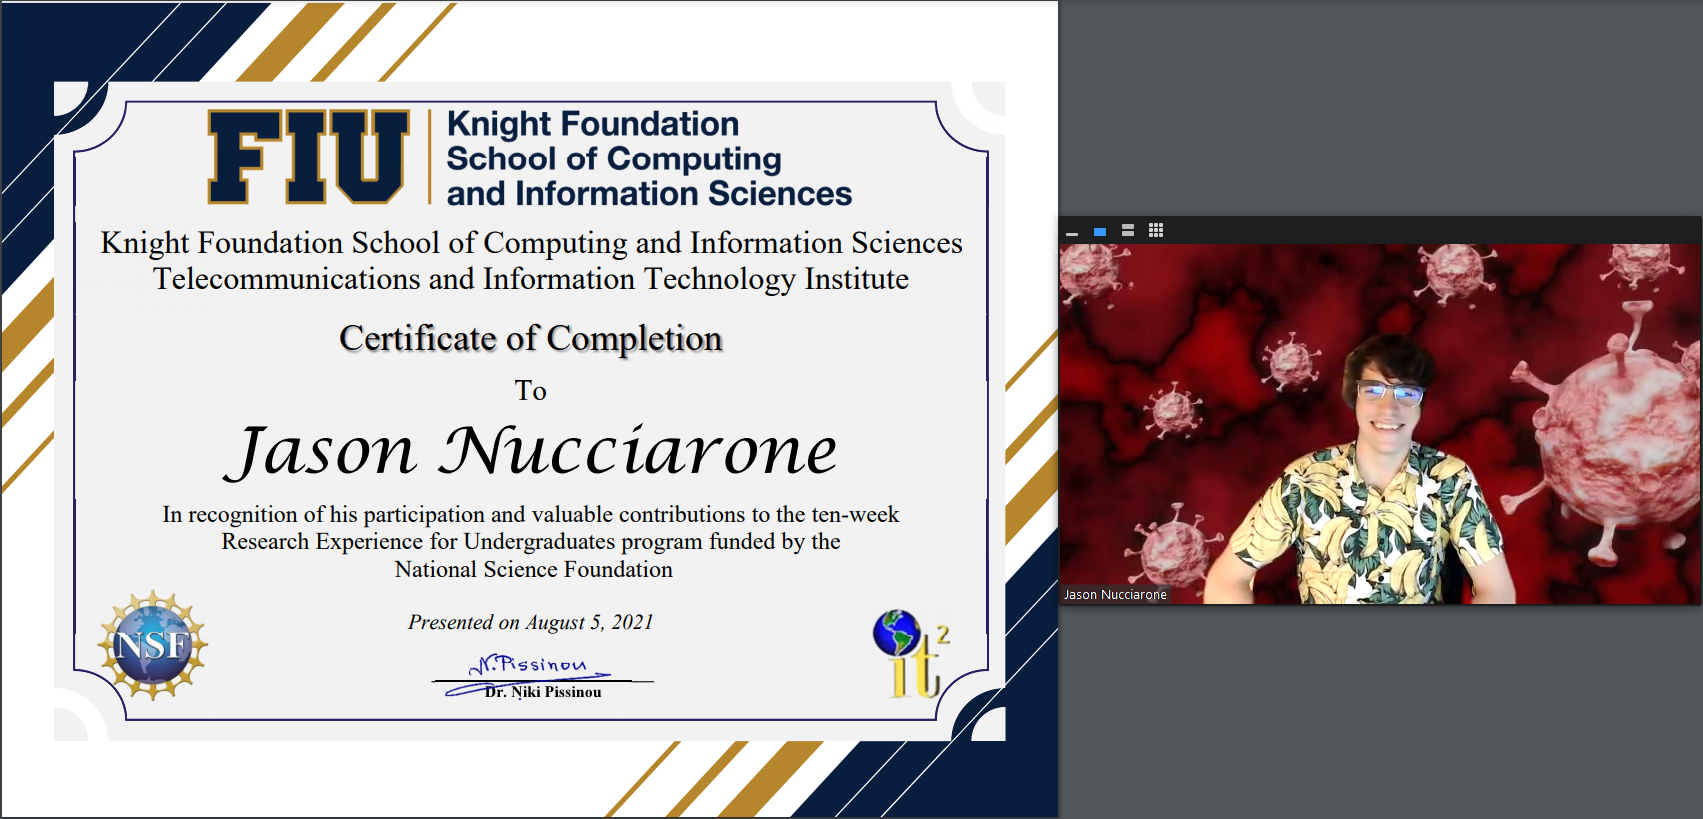 FIU
Knight Foundation
School of Computing
and Information Sciences
Knight Foundation School of Computing and Information Sciences
Telecommunications and Information Technology Institute
Certificate of Completion
To
Jason Nucciarone
In recognition of his participation and valuable contributions to the ten-week
Research Experience for Undergraduates program funded by the
National Science Foundation
Presented on August 5, 2021
N. Pissinou
Dr. Niki Pissinou
NSF
it2
Jason Nucciarone